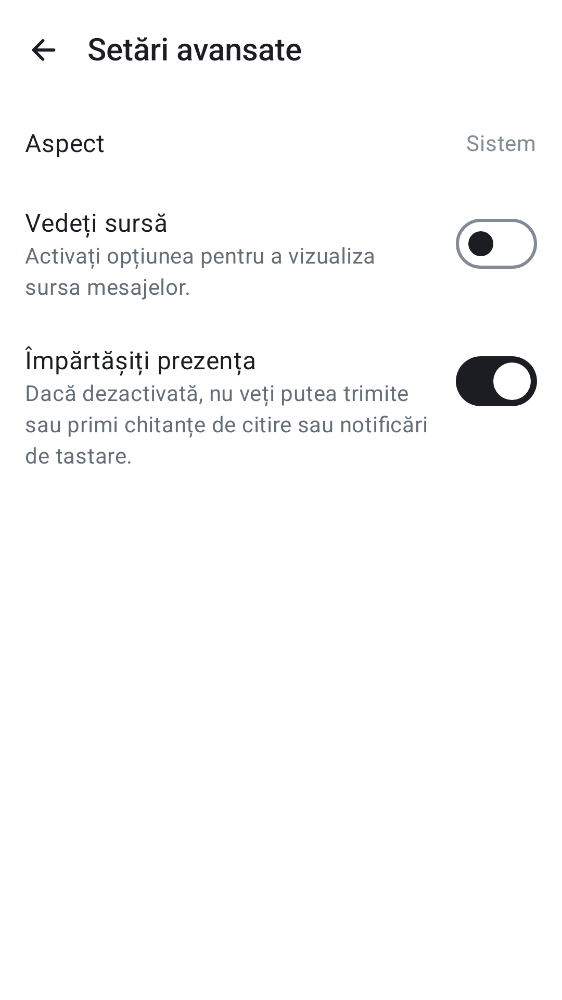 Setări avansate
Aspect
Sistem
Vedeți sursă
Activați opțiunea pentru a vizualiza
sursa mesajelor.
Împărtășiți prezența
Dacă dezactivată, nu veți putea trimite
sau primi chitanțe de citire sau notificări
de tastare.